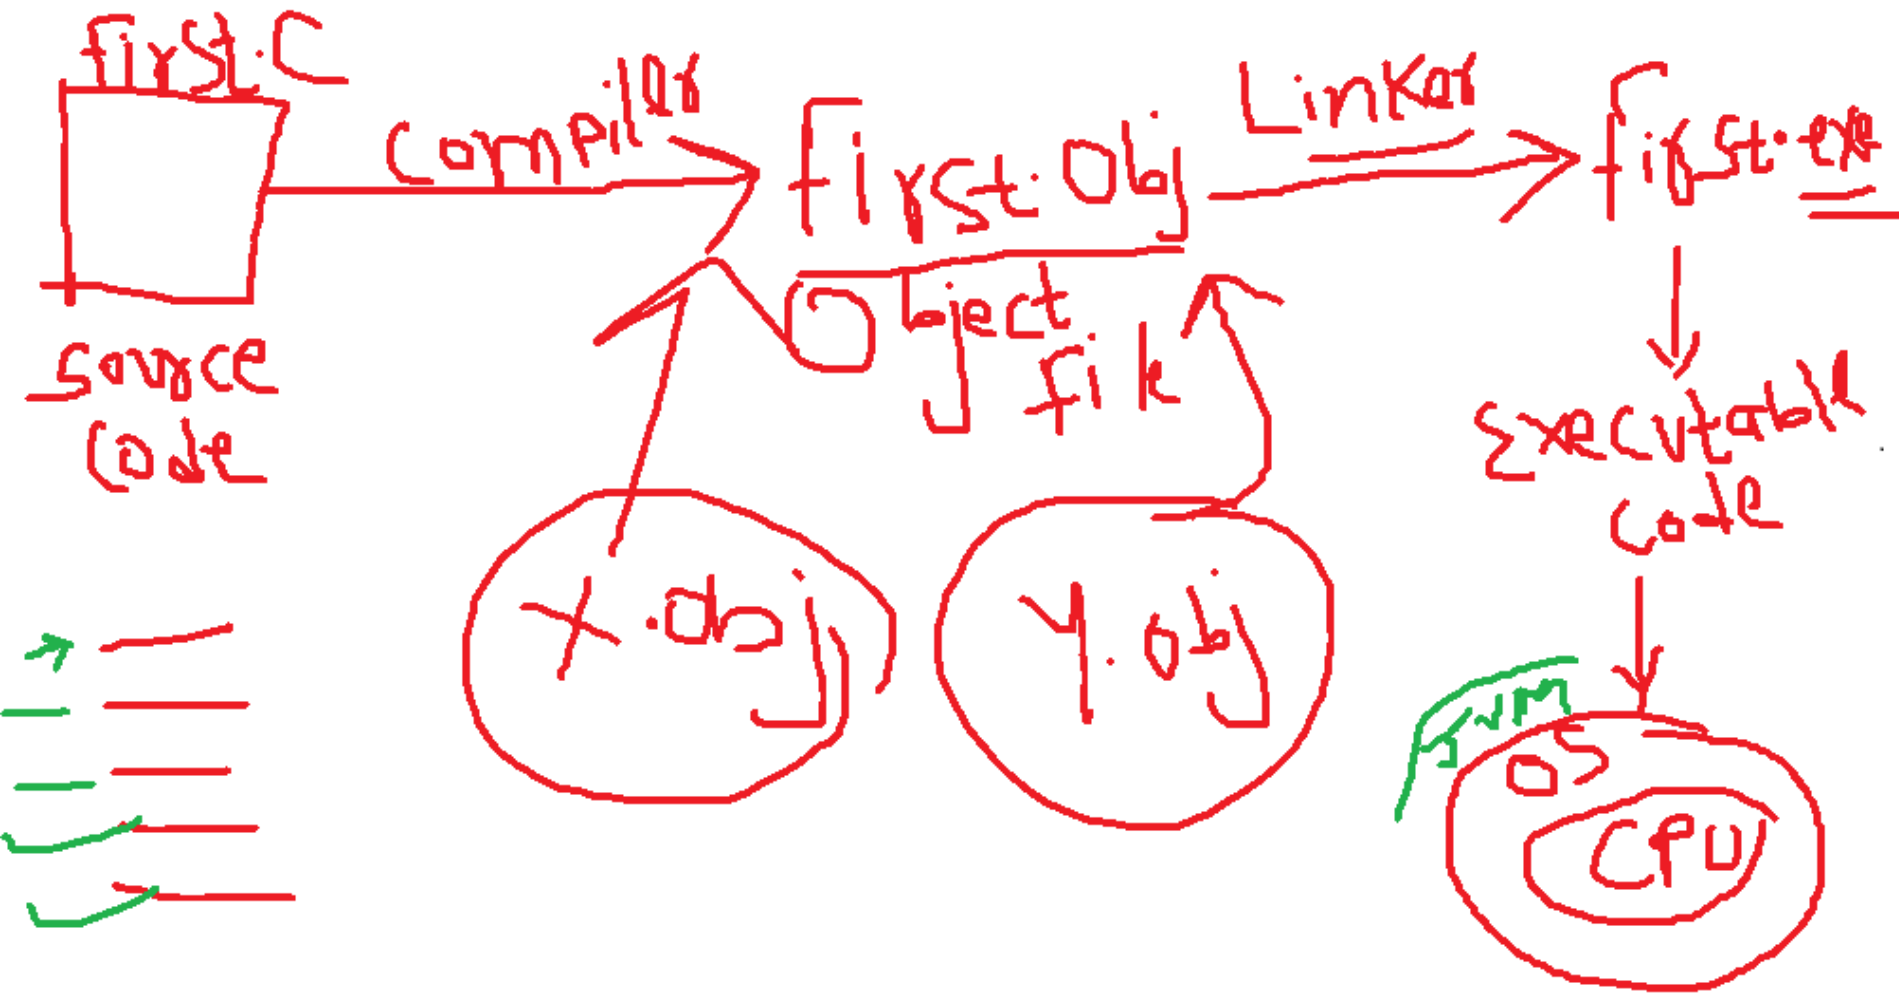 first.C
compiler
first.Obj
Linker
first.exe
Object
file
source
code
Executable
code
X.obj
Y.obj
JVM
OS
CPU